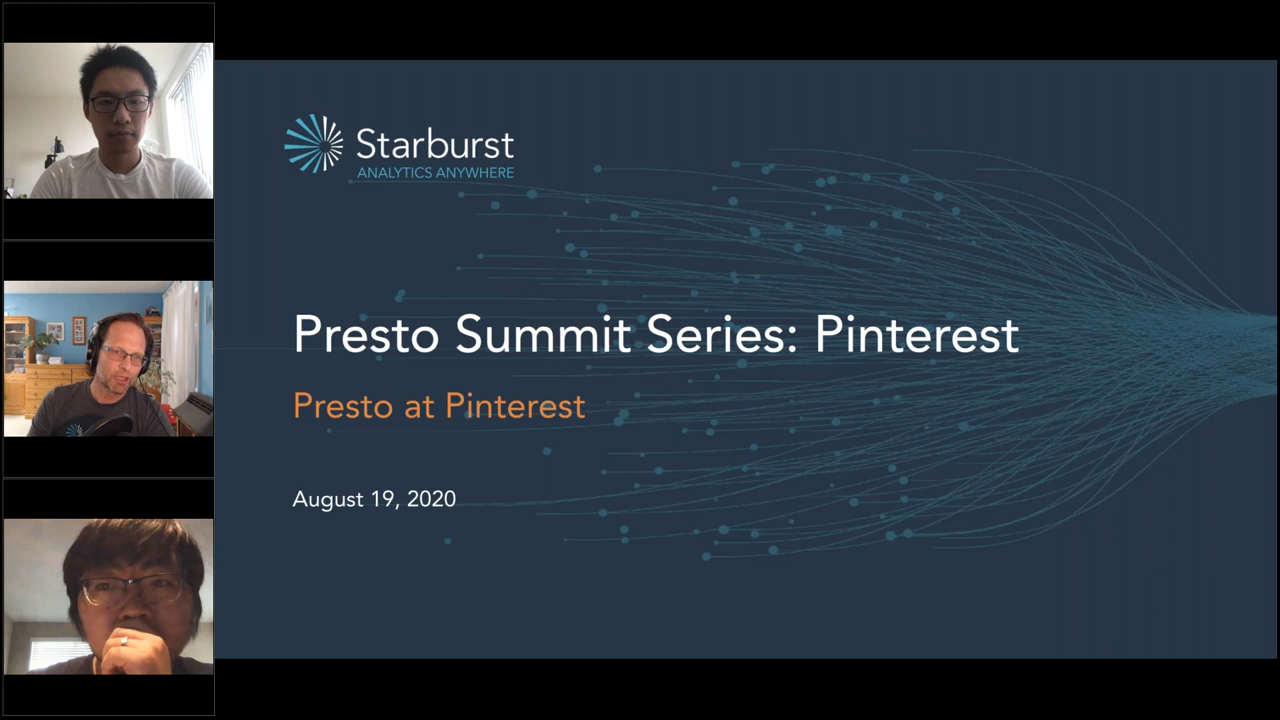 Starburst
ANALYTICS ANYWHERE
Presto Summit Series: Pinterest
Presto at Pinterest
August 19, 2020